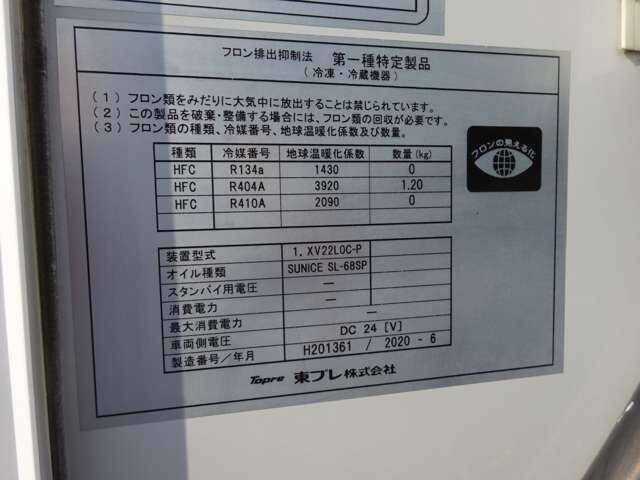 フロン排出抑制法 第一種特定製品
(冷凍・冷蔵機器)
(1) フロン類をみだりに大気中に放出することは禁じられています。
(2) この製品を破棄・整備する場合には、フロン類の回収が必要です。
(3) フロン類の種類、冷媒番号、地球温暖化係数及び数量。
フロンの見える化
種類 冷媒番号 地球温暖化係数 数量(kg)
HFC R134a 1430 0
HFC R404A 3920 1.20
HFC R410A 2090 0
装置型式 1. XV22LOC-P
オイル種類 SUNICE SL-68SP
スタンバイ用電圧 —
消費電力 —
最大消費電力 —
車両側電圧 DC 24 [V]
製造番号/年月 H201361 / 2020 - 6
Topre 東プレ株式会社